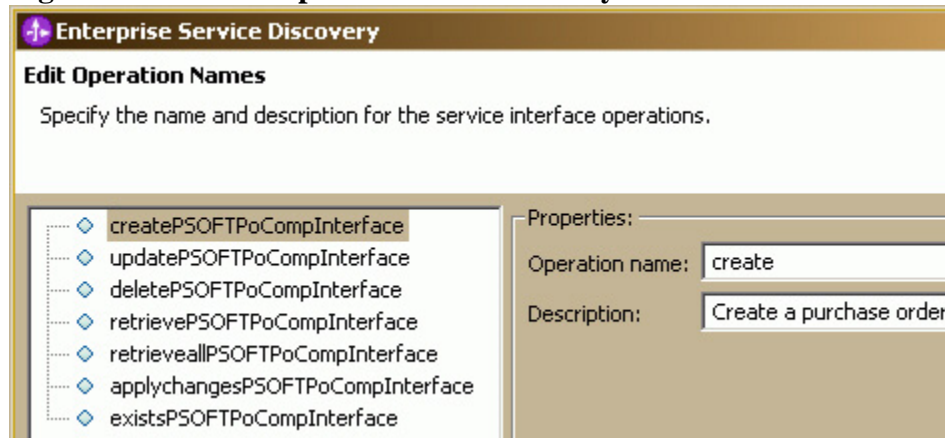 Enterprise Service Discovery
Edit Operation Names
Specify the name and description for the service interface operations.
createPSOFTPoCompInterface
updatePSOFTPoCompInterface
deletePSOFTPoCompInterface
retrievePSOFTPoCompInterface
retrieveallPSOFTPoCompInterface
applychangesPSOFTPoCompInterface
existsPSOFTPoCompInterface
Properties:
Operation name: create
Description: Create a purchase order